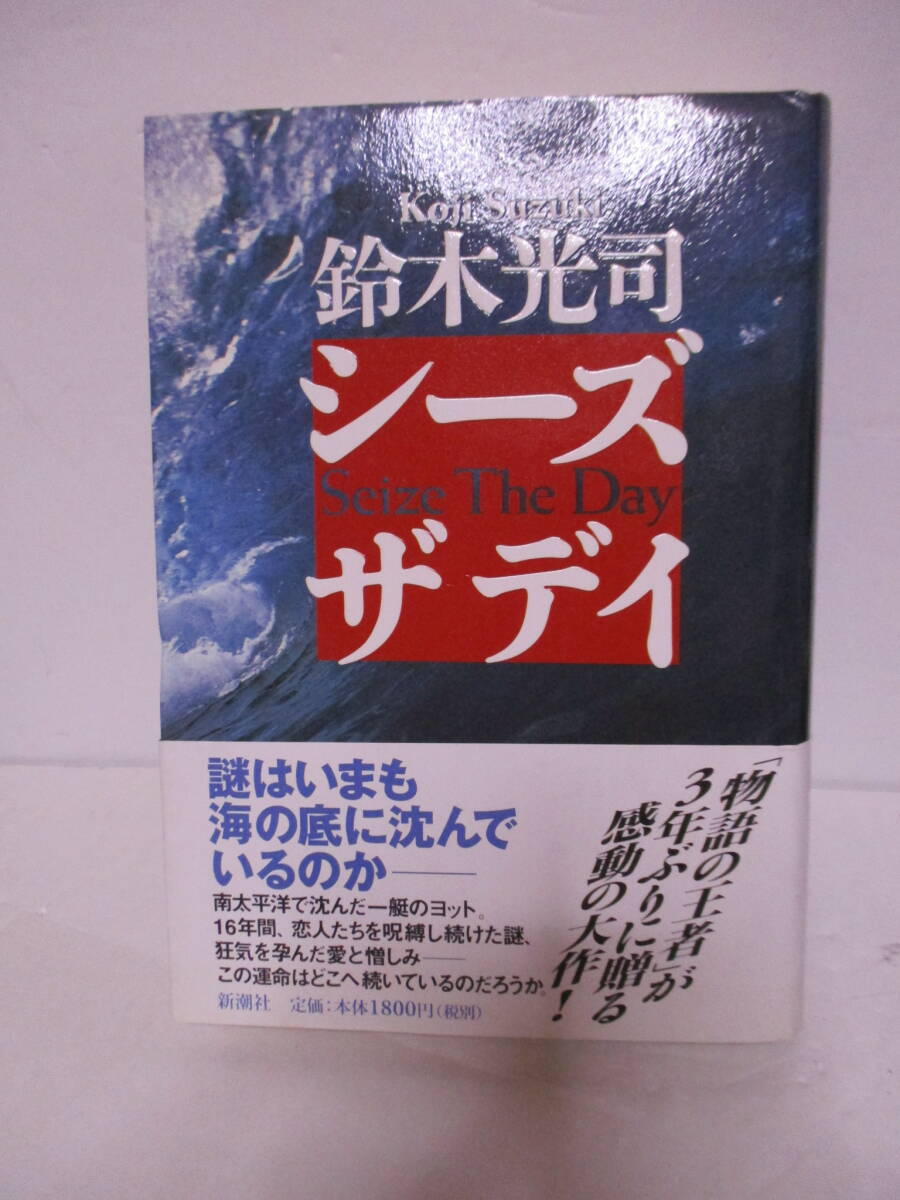 Koji Suzuki
鈴木光司
シーズ
Seize The Day
ザ デイ
「物語の王者」が
3年ぶりに贈る
感動の大作!
謎はいまも
海の底に沈んで
いるのか――
南太平洋で沈んだ一艇のヨット。
16年間、恋人たちを呪縛し続けた謎、
狂気を孕んだ愛と憎しみ――
この運命はどこへ続いているのだろうか。
新潮社 定価:本体1800円(税別)